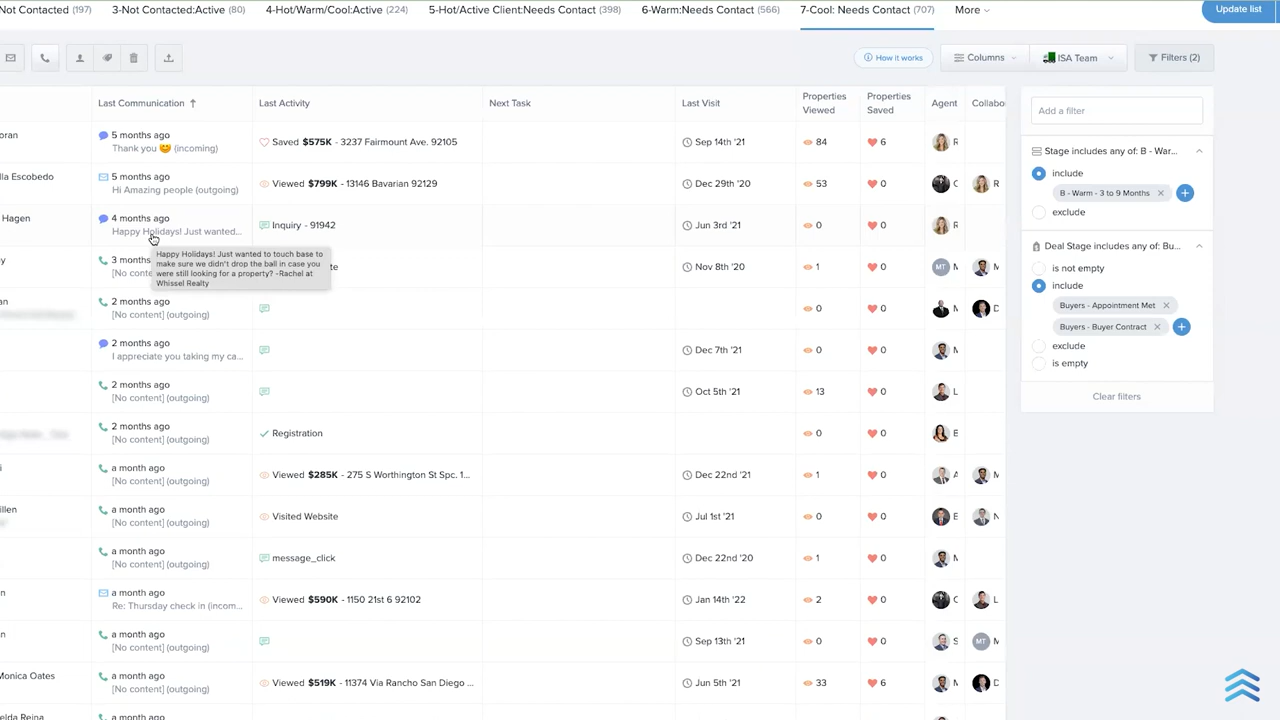 Not Contacted (197) 3-Not Contacted:Active (80) 4-Hot/Warm/Cool:Active (224) 5-Hot/Active Client:Needs Contact (398) 6-Warm:Needs Contact (566) 7-Cool: Needs Contact (707) More Update list
How it works Columns ISA Team Filters (2)
Last Communication Last Activity Next Task Last Visit Properties Viewed Properties Saved Agent Collabo
oran 5 months ago Saved $575K - 3237 Fairmount Ave. 92105 Sep 14th '21 84 6 R
Thank you 😊 (incoming)
lla Escobedo 5 months ago Viewed $799K - 13146 Bavarian 92129 Dec 29th '20 53 0 C R
Hi Amazing people (outgoing)
Hagen 4 months ago Inquiry - 91942 Jun 3rd '21 0 R
Happy Holidays! Just wanted...
Happy Holidays! Just wanted to touch base to
make sure we didn't drop the ball in case you
were still looking for a property? -Rachel at
Whissel Realty
y 3 months te Nov 8th '20 1 0 MT M
[No conte
an 2 months ago 0 0 M D
[No content] (outgoing)
2 months ago Dec 7th '21 0 0 M
I appreciate you taking my ca...
2 months ago Oct 5th '21 13 0 L
[No content] (outgoing)
2 months ago Registration 0 0 E
[No content] (outgoing)
i a month ago Viewed $285K - 275 S Worthington St Spc. 1... Dec 22nd '21 1 0 A M
[No content] (outgoing)
illen a month ago Visited Website Jul 1st '21 0 0 E N
[No content] (outgoing)
a month ago message_click Dec 22nd '20 1 0 M
[No content] (outgoing)
n a month ago Viewed $590K - 1150 21st 6 92102 Jan 14th '22 2 0 C L
Re: Thursday check in (incom...
n a month ago Sep 13th '21 0 0 S MT M
[No content] (outgoing)
Monica Oates a month ago Viewed $519K - 11374 Via Rancho San Diego ... Jun 5th '21 33 6 M D
[No content] (outgoing)
elda Reina a month ago
Add a filter
Stage includes any of: B - War...
include
B - Warm - 3 to 9 Months
exclude
Deal Stage includes any of: Bu...
is not empty
include
Buyers - Appointment Met
Buyers - Buyer Contract
exclude
is empty
Clear filters